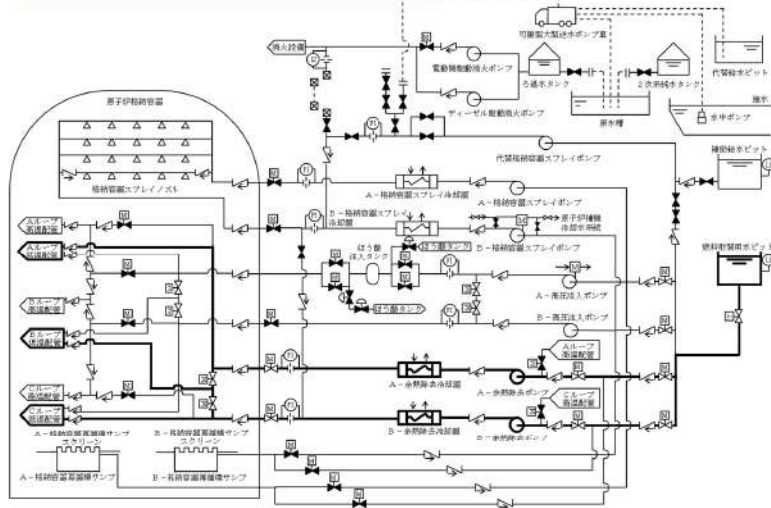 可搬型大型送水ポンプ車
消火設備
電動機駆動消火ポンプ
ろ過水タンク
2次系純水タンク
代替給水ピット
原子炉格納容器
ディーゼル駆動消火ポンプ
原水槽
海水
水中ポンプ
FI
代替格納容器スプレイポンプ
補助給水ピット
格納容器スプレイノズル
A-格納容器スプレイ冷却器
A-格納容器スプレイポンプ
B-格納容器スプレイ
冷却器
原子炉補機
冷却水系統
B-格納容器スプレイポンプ
燃料取替用水ピット
Aループ
高温配管
Aループ
低温配管
ほう酸
注入タンク
ほう酸タンク
ほう酸タンク
A-高圧注入ポンプ
Bループ
高温配管
B-高圧注入ポンプ
Bループ
低温配管
Aループ
高温配管
A-余熱除去冷却器
A-余熱除去ポンプ
Cループ
高温配管
Cループ
高温配管
Cループ
低温配管
B-余熱除去冷却器
B-余熱除去ポンプ
A-格納容器再循環サンプ
スクリーン
B-格納容器再循環サンプ
スクリーン
A-格納容器再循環サンプ
B-格納容器再循環サンプ